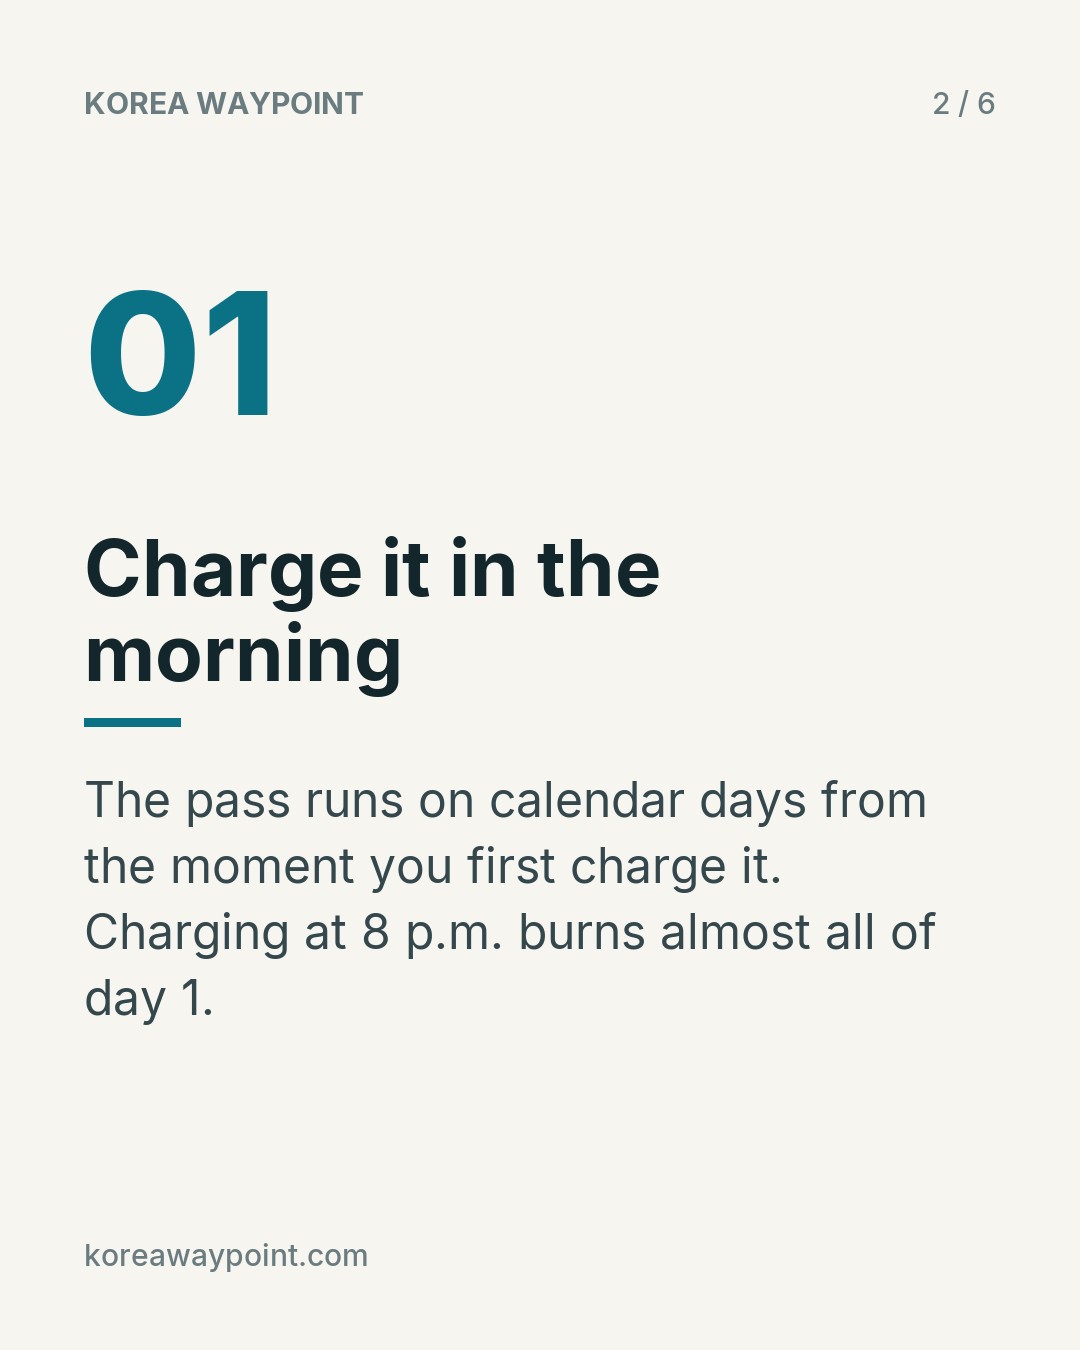 KOREA WAYPOINT
2 / 6
01
Charge it in the
morning
The pass runs on calendar days from
the moment you first charge it.
Charging at 8 p.m. burns almost all of
day 1.
koreawaypoint.com